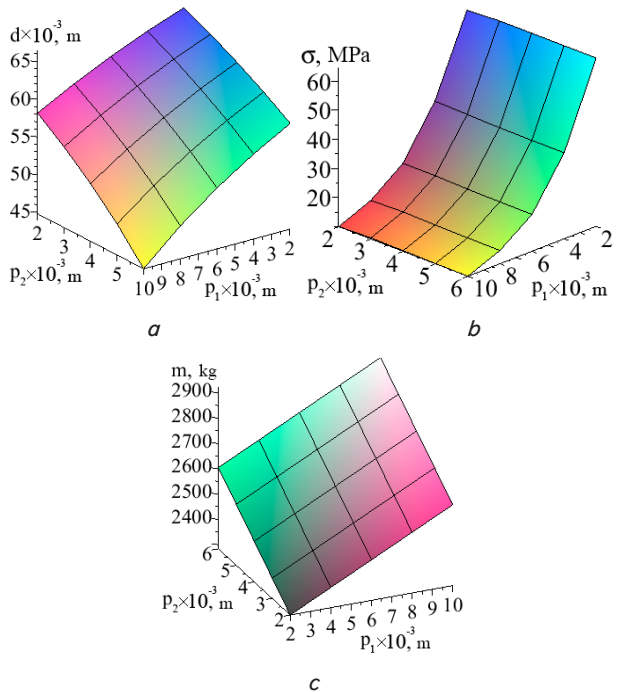 d×10⁻³, m
65
60
55
50
45
2
3
4
5
p₂×10⁻³, m
10 9 8 7 6 5 4 3 2
p₁×10⁻³, m
a
σ, MPa
60
50
40
30
20
2
3
4
5
6
p₂×10⁻³, m
10 8 6 4 2
p₁×10⁻³, m
b
m, kg
2900
2800
2700
2600
2500
2400
6
5
4
3
2
p₂×10⁻³, m
2 3 4 5 6 7 8 9 10
p₁×10⁻³, m
c